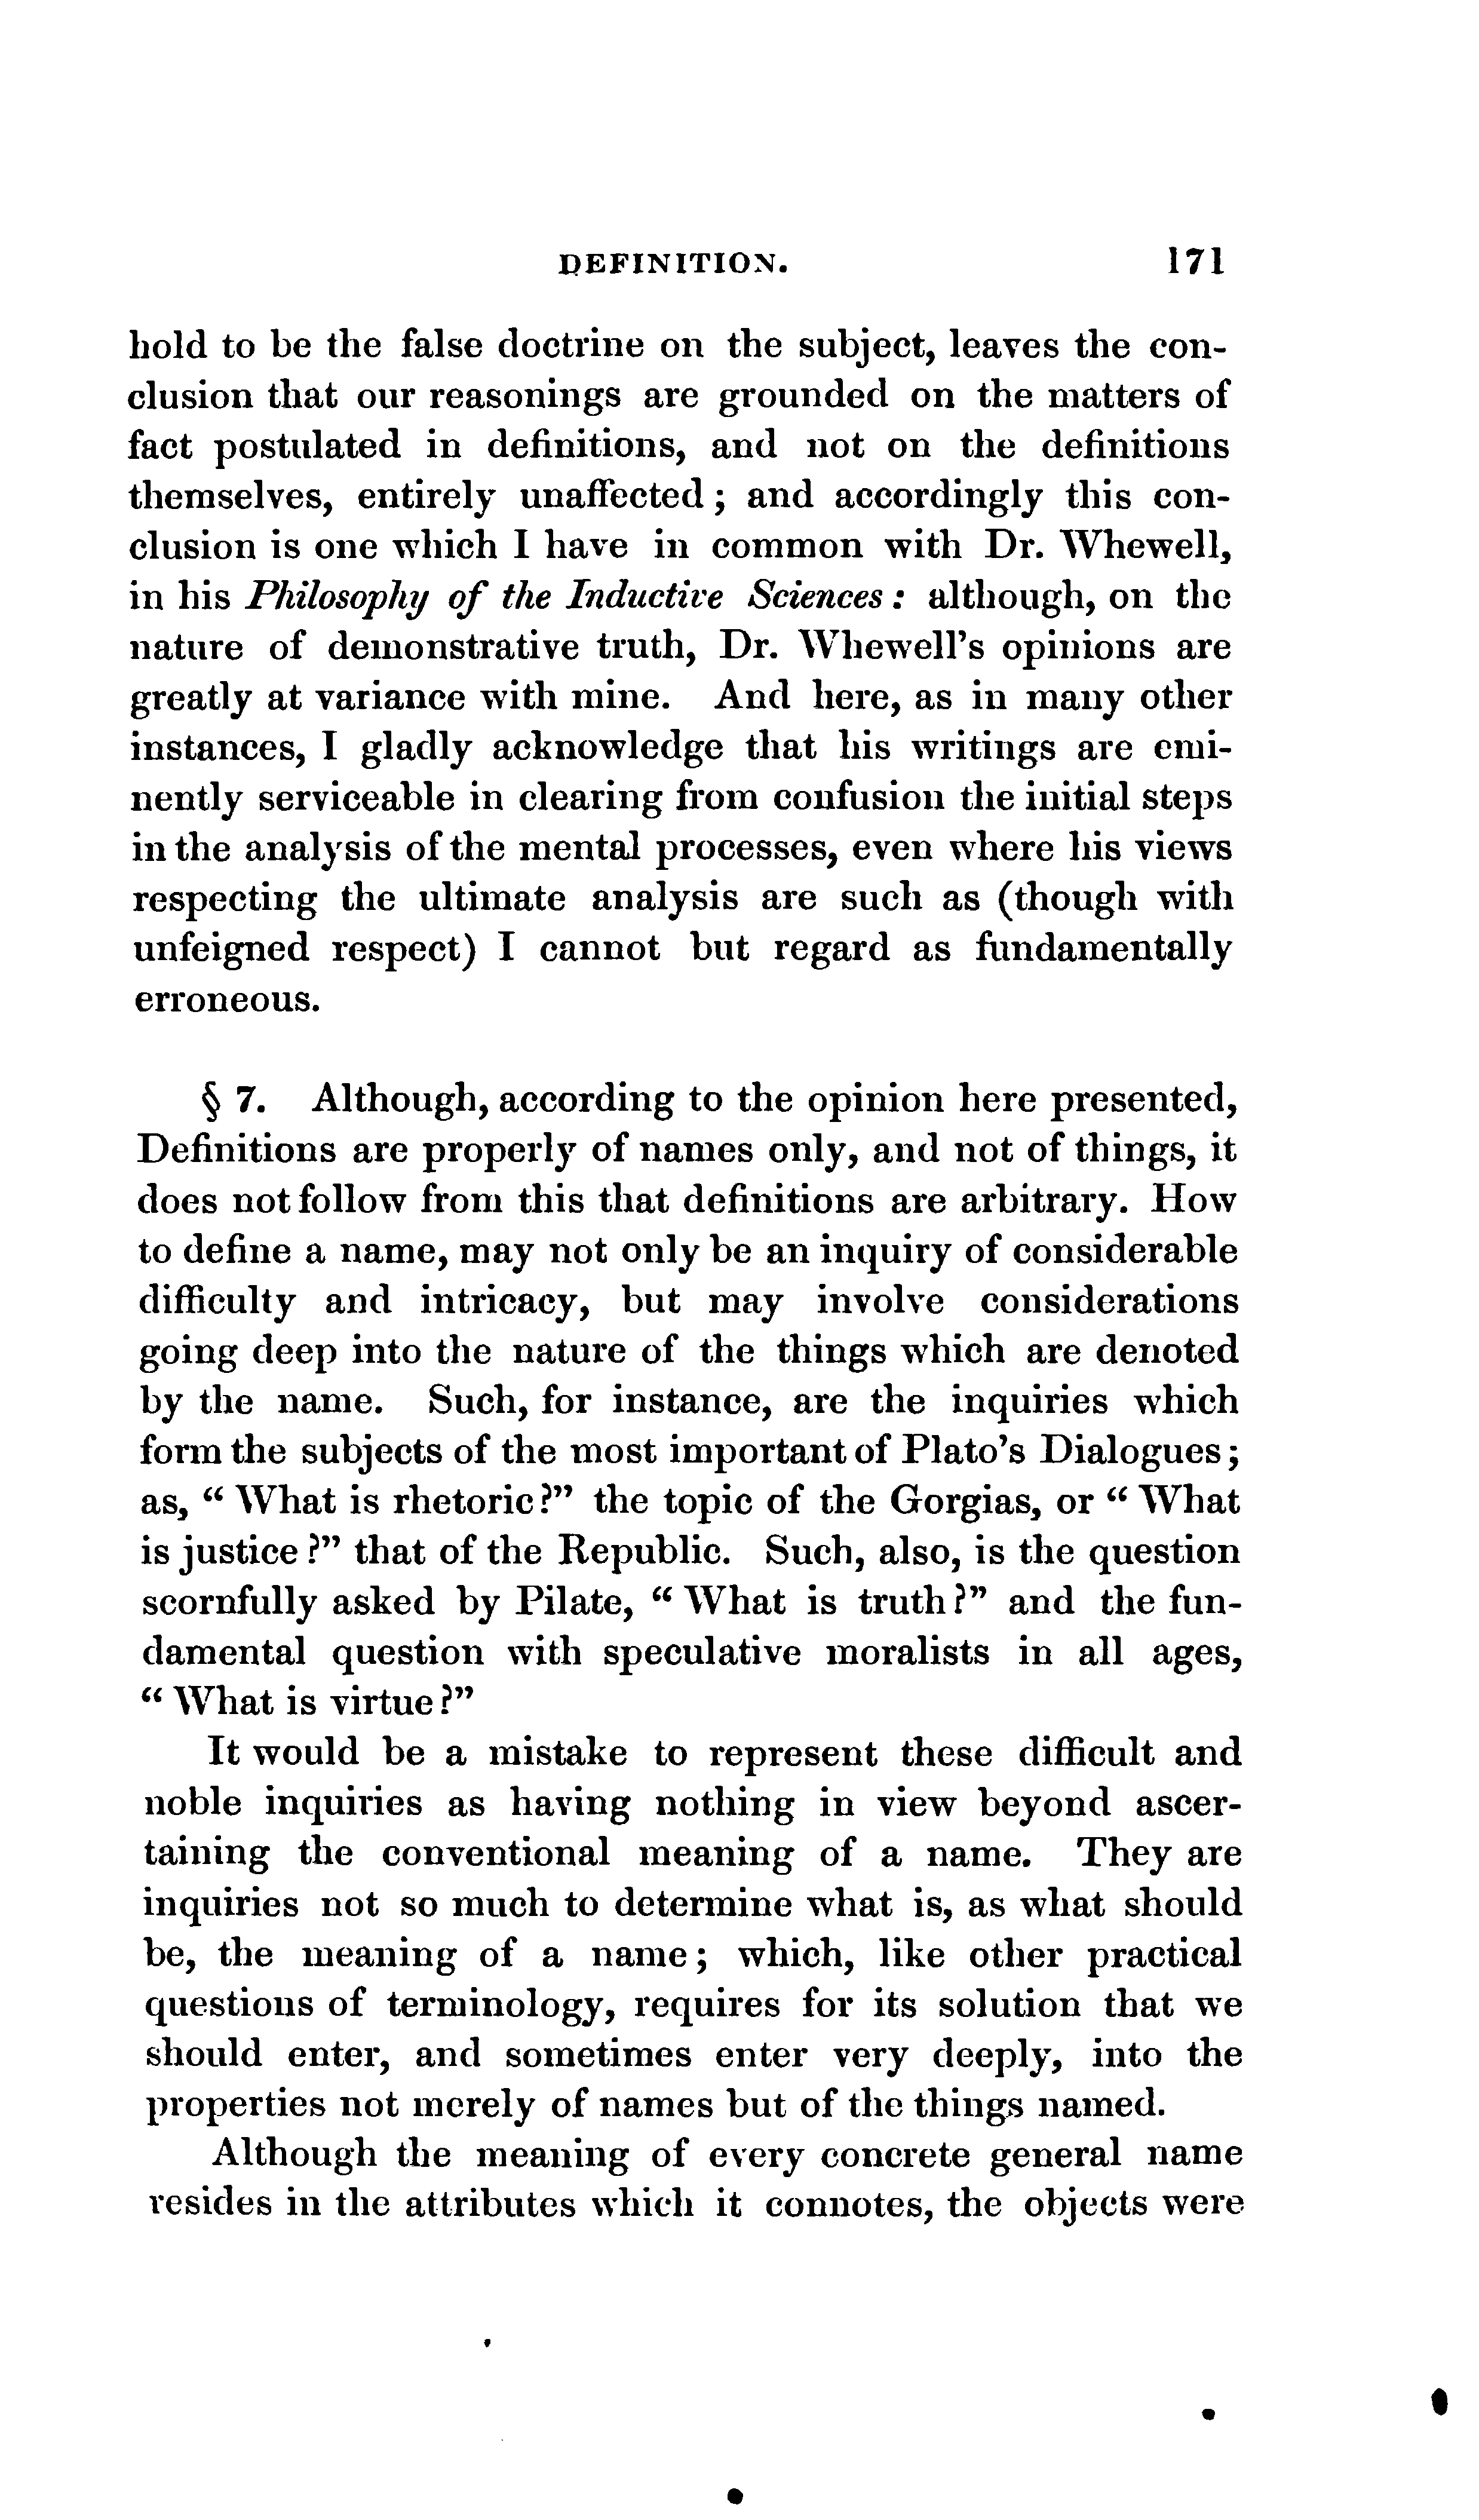 DEFINITION. 171
hold to be the false doctrine on the subject, leaves the con-
clusion that our reasonings are grounded on the matters of
fact postulated in definitions, and not on the definitions
themselves, entirely unaffected ; and accordingly this con-
clusion is one which I have in common with Dr. Whewell,
in his Philosophy of the Inductive Sciences : although, on the
nature of demonstrative truth, Dr. Whewell's opinions are
greatly at variance with mine. And here, as in many other
instances, I gladly acknowledge that his writings are emi-
nently serviceable in clearing from confusion the initial steps
in the analysis of the mental processes, even where his views
respecting the ultimate analysis are such as (though with
unfeigned respect) I cannot but regard as fundamentally
erroneous.
§ 7. Although, according to the opinion here presented,
Definitions are properly of names only, and not of things, it
does not follow from this that definitions are arbitrary. How
to define a name, may not only be an inquiry of considerable
difficulty and intricacy, but may involve considerations
going deep into the nature of the things which are denoted
by the name. Such, for instance, are the inquiries which
form the subjects of the most important of Plato's Dialogues ;
as, “ What is rhetoric ?” the topic of the Gorgias, or “ What
is justice ?” that of the Republic. Such, also, is the question
scornfully asked by Pilate, “ What is truth ?” and the fun-
damental question with speculative moralists in all ages,
“ What is virtue ?”
It would be a mistake to represent these difficult and
noble inquiries as having nothing in view beyond ascer-
taining the conventional meaning of a name. They are
inquiries not so much to determine what is, as what should
be, the meaning of a name ; which, like other practical
questions of terminology, requires for its solution that we
should enter, and sometimes enter very deeply, into the
properties not merely of names but of the things named.
Although the meaning of every concrete general name
resides in the attributes which it connotes, the objects were